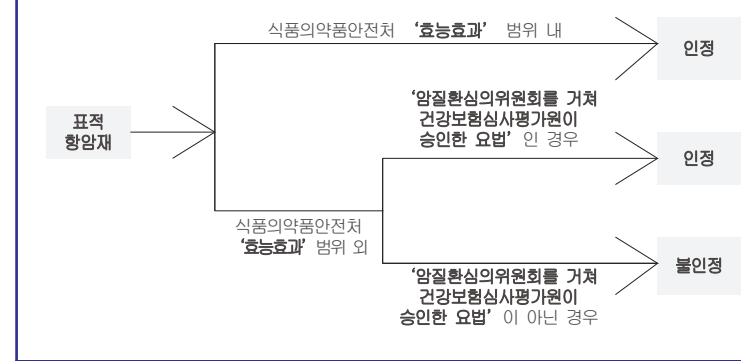 식품의약품안전처 ‘효능효과’ 범위 내
인정
‘암질환심의위원회를 거쳐
건강보험심사평가원이
승인한 요법’ 인 경우
표적
항암재
인정
식품의약품안전처
‘효능효과’ 범위 외
불인정
‘암질환심의위원회를 거쳐
건강보험심사평가원이
승인한 요법’ 이 아닌 경우